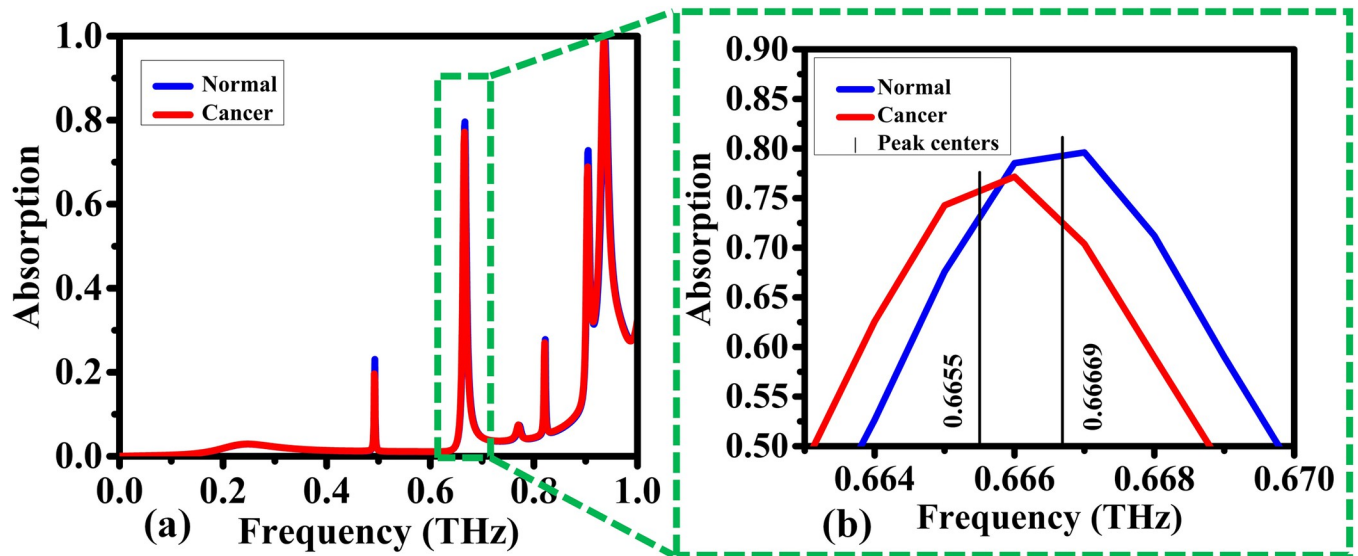 1.0
0.8
0.6
0.4
0.2
0.0
Absorption
Normal
Cancer
0.0 0.2 0.4 0.6 0.8 1.0
(a) Frequency (THz)
0.90
0.85
0.80
0.75
0.70
0.65
0.60
0.55
0.50
Absorption
Normal
Cancer
Peak centers
0.6655
0.66669
0.664 0.666 0.668 0.670
(b) Frequency (THz)